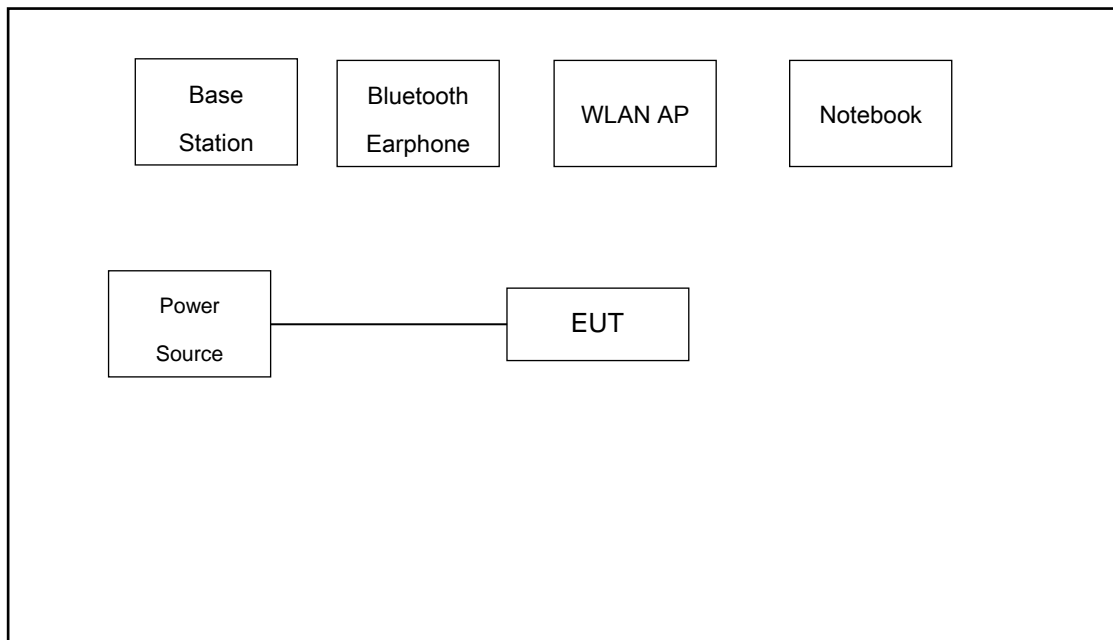 Base
Station
Bluetooth
Earphone
WLAN AP
Notebook
Power
Source
EUT